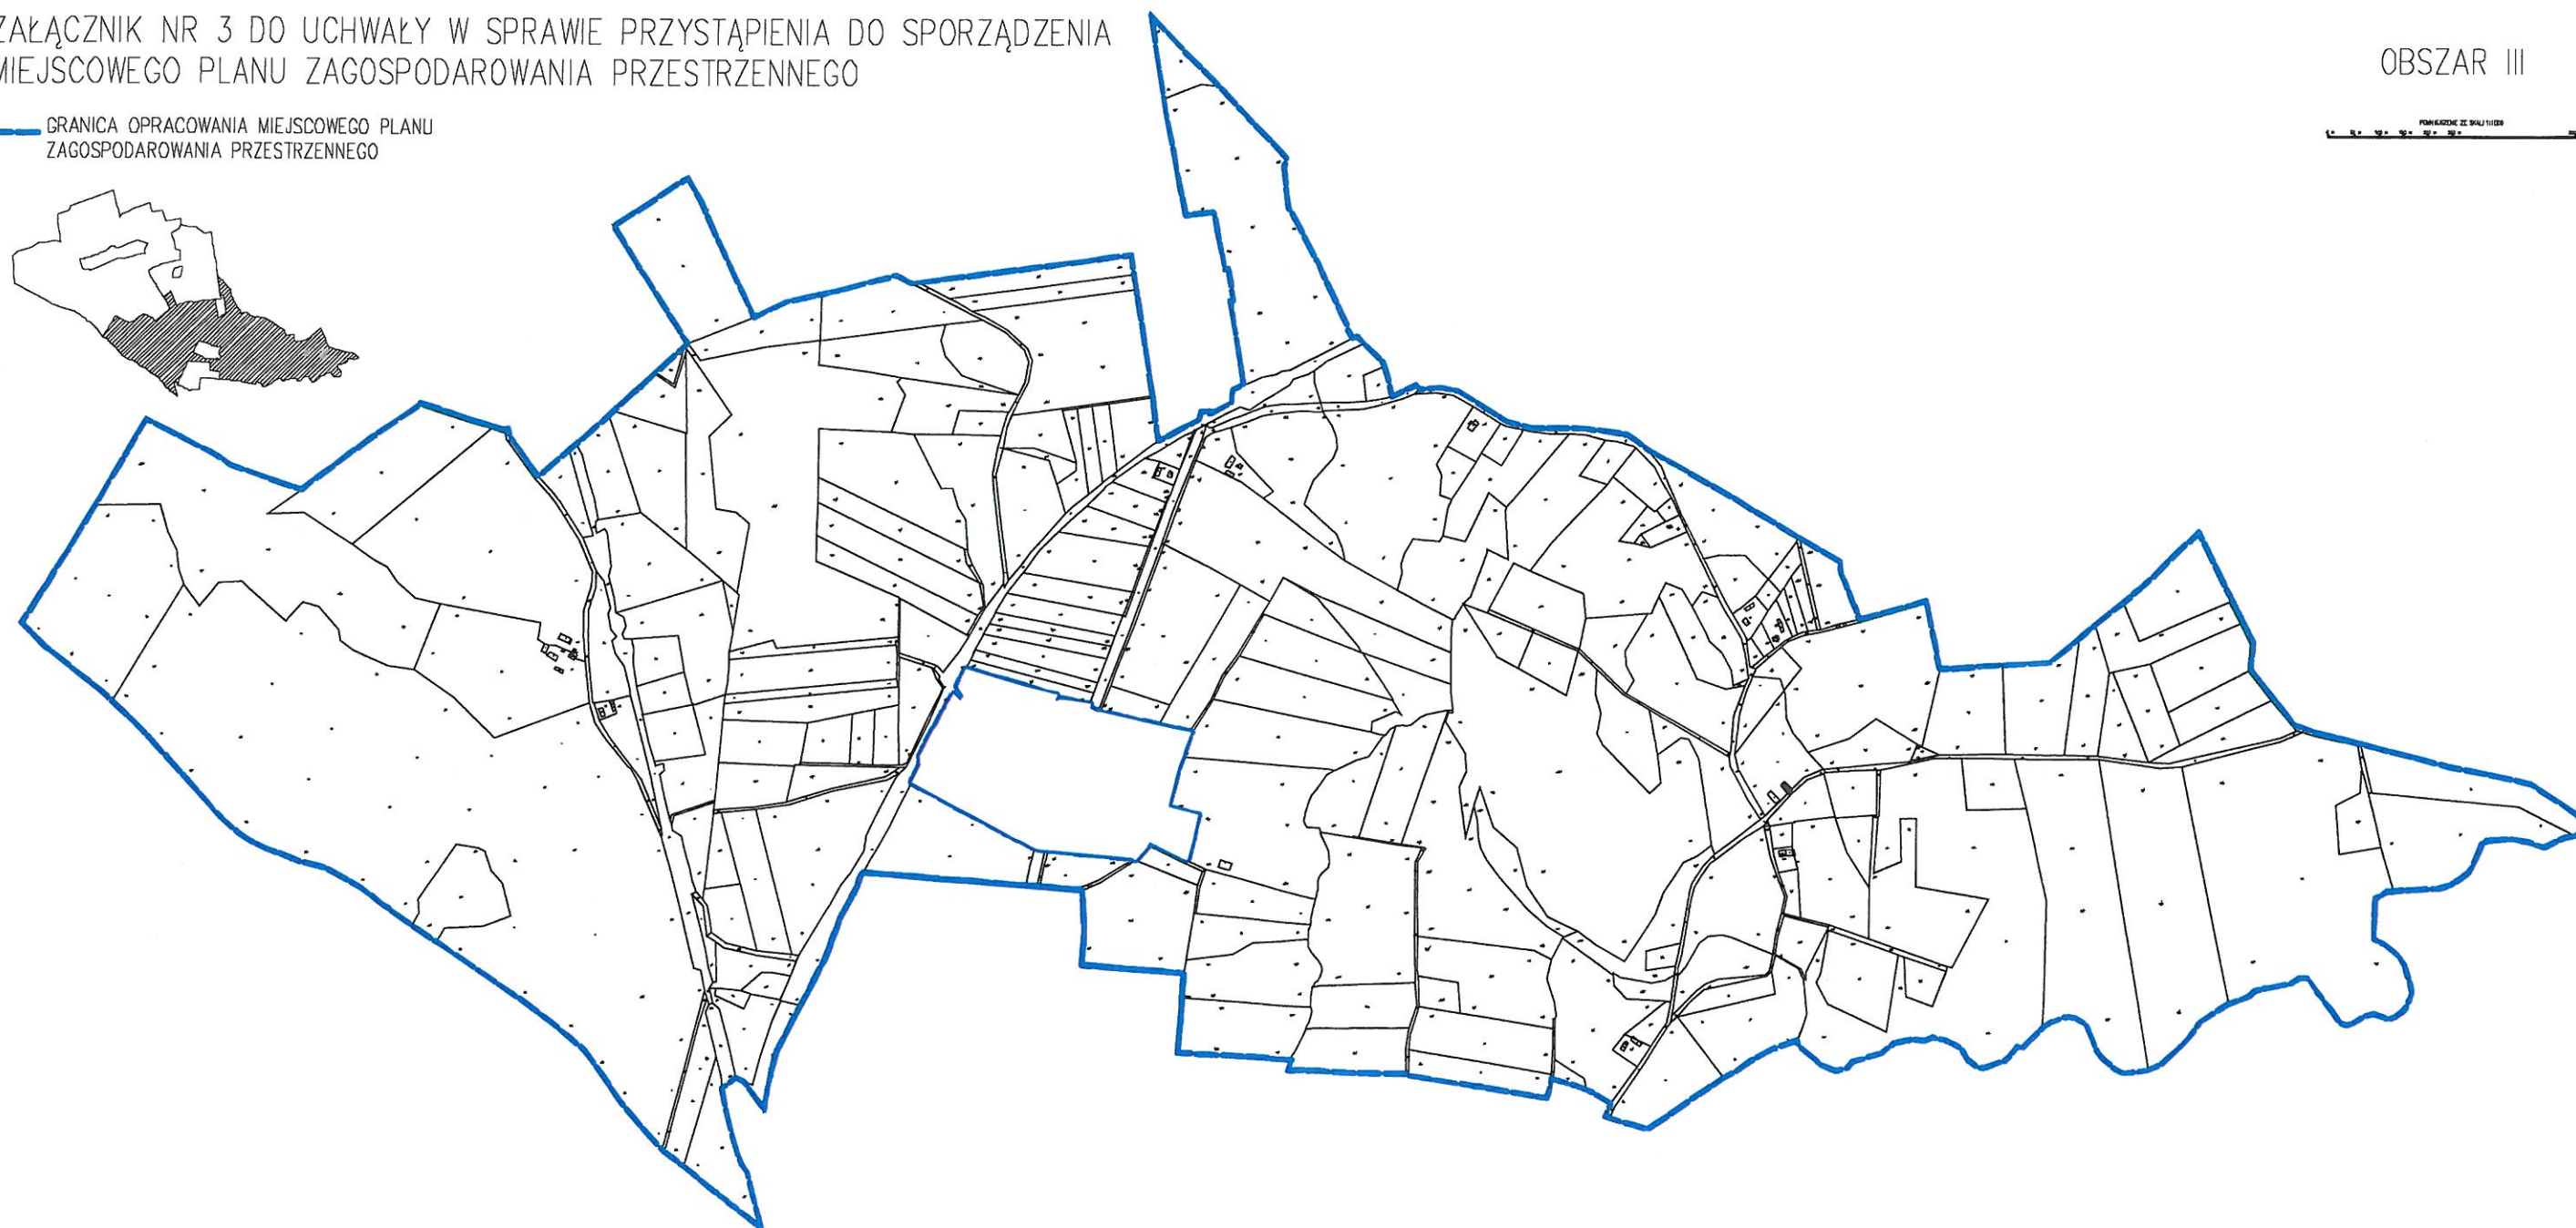 ZAŁĄCZNIK NR 3 DO UCHWAŁY W SPRAWIE PRZYSTĄPIENIA DO SPORZĄDZENIA
MIEJSCOWEGO PLANU ZAGOSPODAROWANIA PRZESTRZENNEGO
OBSZAR III
GRANICA OPRACOWANIA MIEJSCOWEGO PLANU
ZAGOSPODAROWANIA PRZESTRZENNEGO